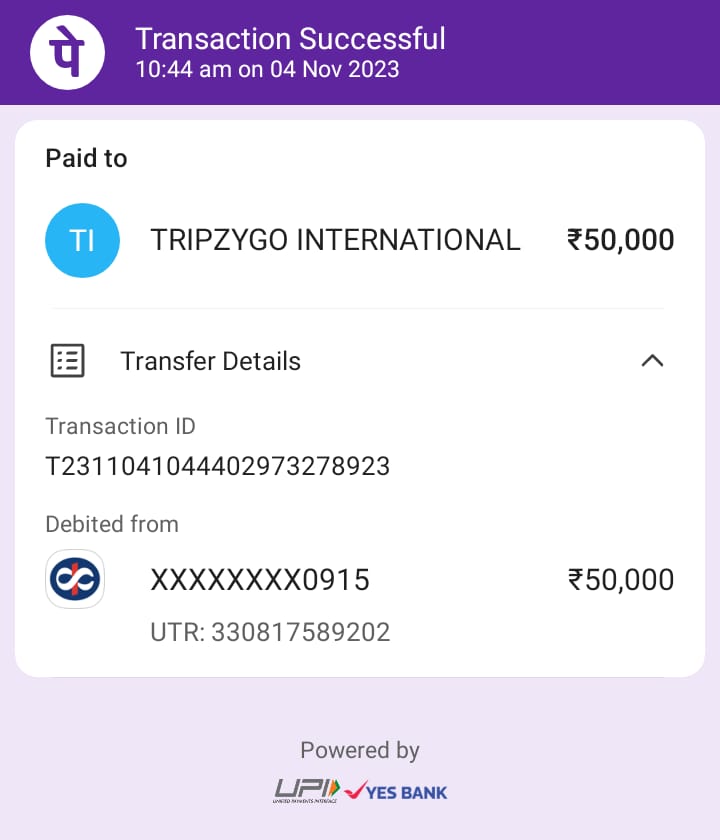 पे
Transaction Successful
10:44 am on 04 Nov 2023
Paid to
TI
TRIPZYGO INTERNATIONAL
₹50,000
Transfer Details
Transaction ID
T2311041044402973278923
Debited from
XXXXXXXX0915
₹50,000
UTR: 330817589202
Powered by
UPI
UNIFIED PAYMENTS INTERFACE
YES BANK